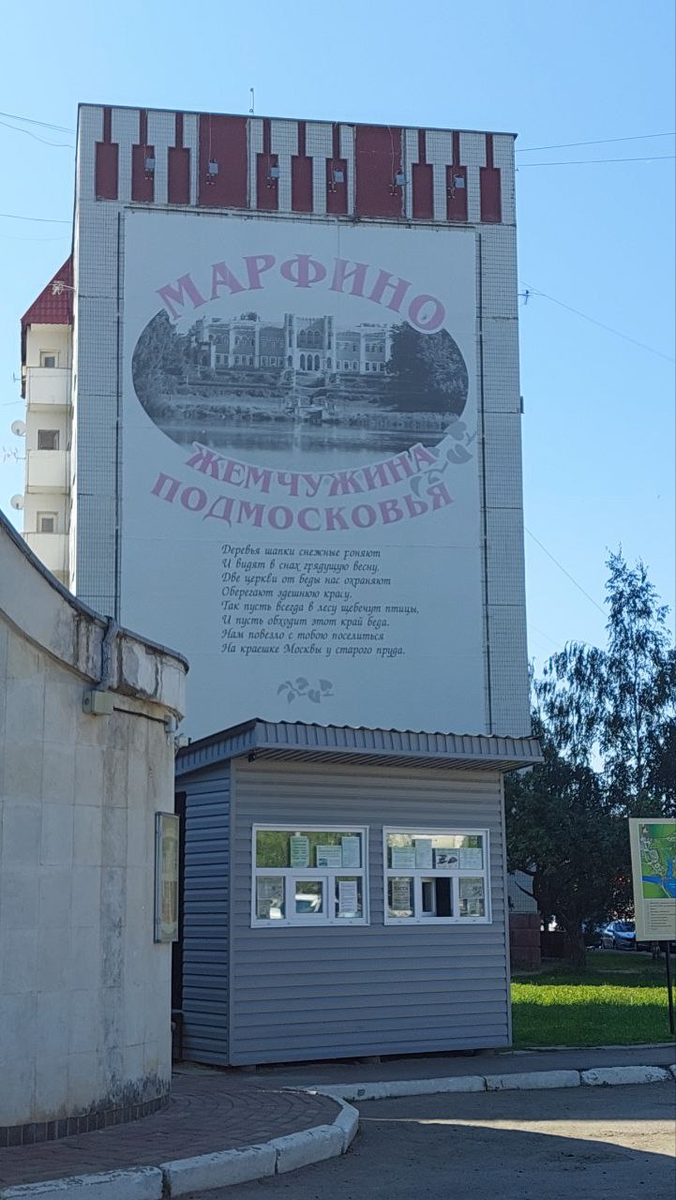 МАРФИНО
ЖЕМЧУЖИНА
ПОДМОСКОВЬЯ
Деревья шапки снежные роняют
И видят в снах грядущую весну.
Две церкви от беды нас охраняют
Оберегают здешнюю красу.
Так пусть всегда в лесу щебечут птицы,
И пусть обходит этот край беда.
Нам повезло с тобою поселиться
На краешке Москвы у старого пруда.